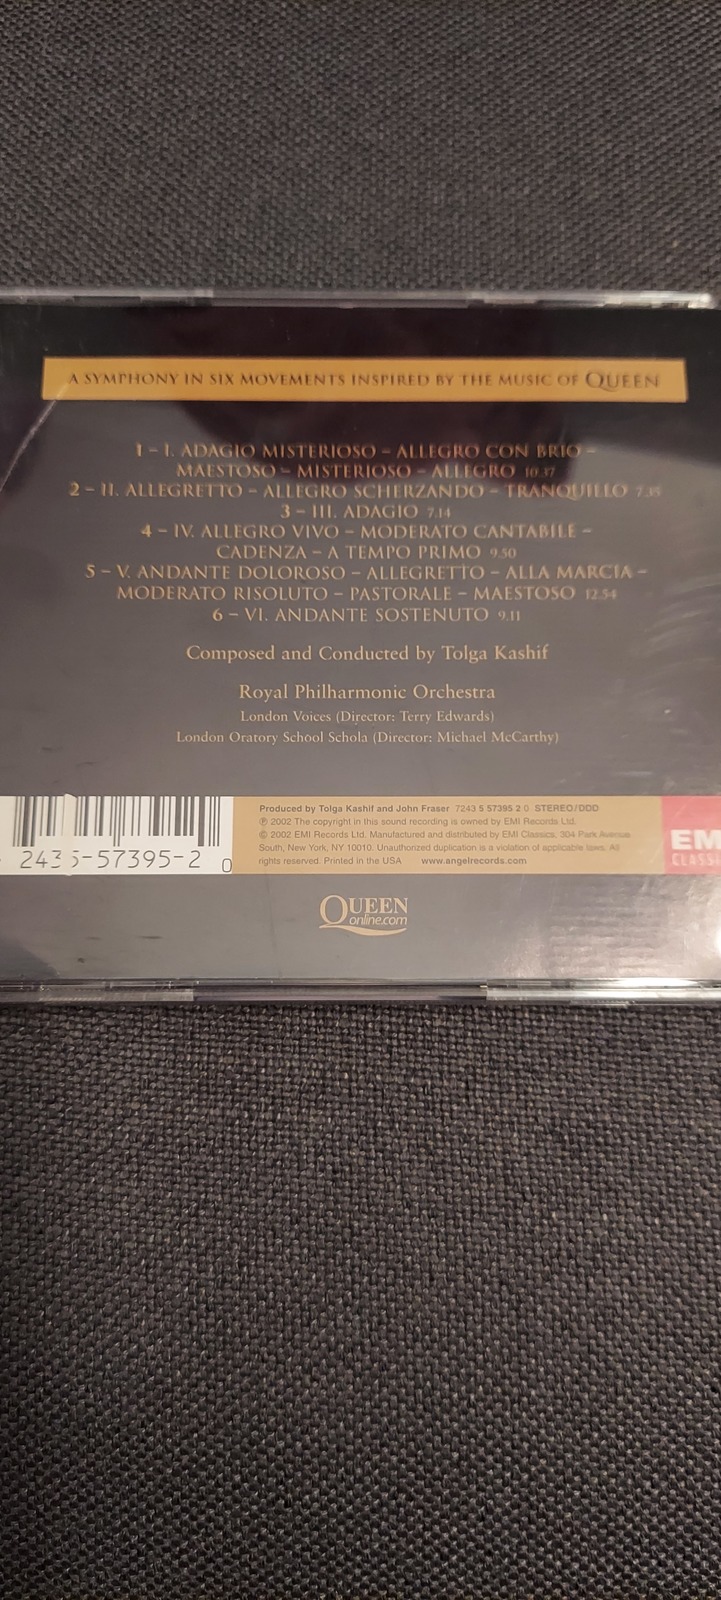 A SYMPHONY IN SIX MOVEMENTS INSPIRED BY THE MUSIC OF QUEEN
1 – I. ADAGIO MISTERIOSO – ALLEGRO CON BRIO –
MAESTOSO – MISTERIOSO – ALLEGRO 10.37
2 – II. ALLEGRETTO – ALLEGRO SCHERZANDO – TRANQUILLO 7.35
3 – III. ADAGIO 7.14
4 – IV. ALLEGRO VIVO – MODERATO CANTABILE –
CADENZA – A TEMPO PRIMO 9.50
5 – V. ANDANTE DOLOROSO – ALLEGRETTO – ALLA MARCIA –
MODERATO RISOLUTO – PASTORALE – MAESTOSO 12.54
6 – VI. ANDANTE SOSTENUTO 9.11
Composed and Conducted by Tolga Kashif
Royal Philharmonic Orchestra
London Voices (Director: Terry Edwards)
London Oratory School Schola (Director: Michael McCarthy)
Produced by Tolga Kashif and John Fraser 7243 5 57395 2 0 STEREO/DDD
℗ 2002 The copyright in this sound recording is owned by EMI Records Ltd.
© 2002 EMI Records Ltd. Manufactured and distributed by EMI Classics, 304 Park Avenue
South, New York, NY 10010. Unauthorized duplication is a violation of applicable laws. All
rights reserved. Printed in the USA www.angelrecords.com
2435-57395-2 0
EM
CLASSI
QUEEN
online.com